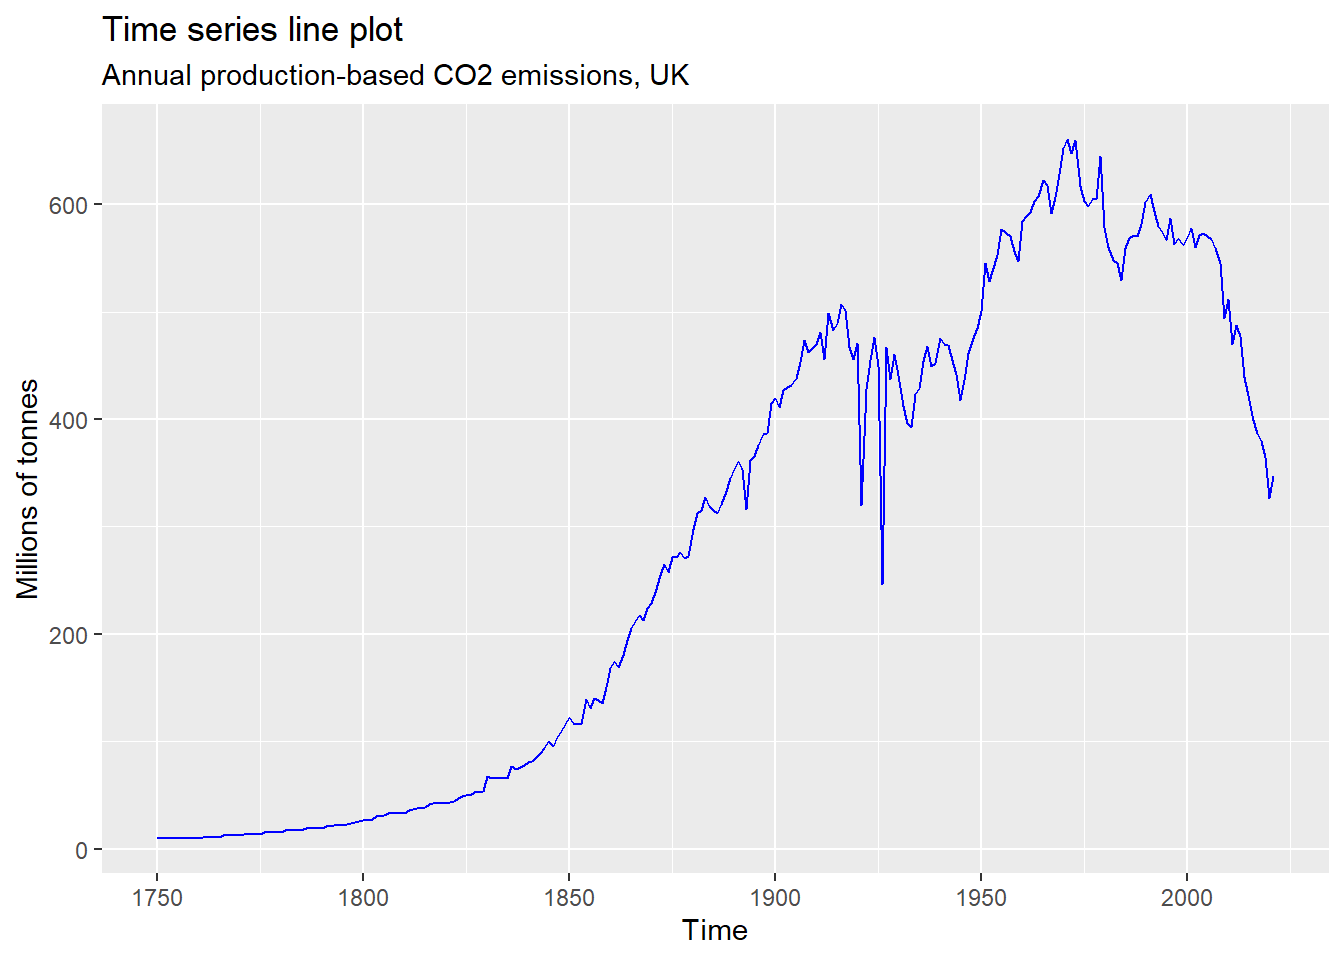 Time series line plot
Annual production-based CO2 emissions, UK
Millions of tonnes
600
400
200
0
1750 1800 1850 1900 1950 2000
Time